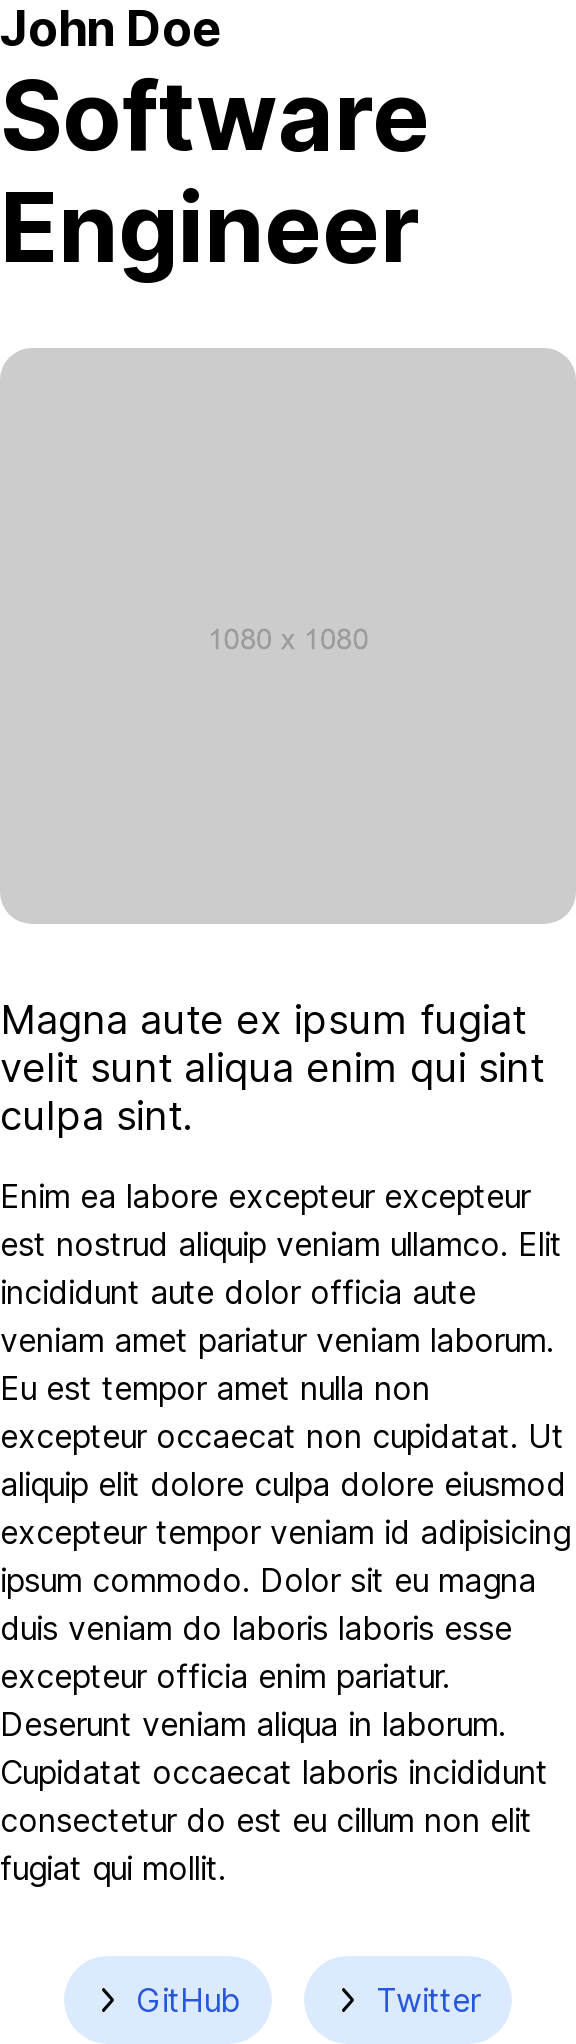 John Doe
Software
Engineer
1080 x 1080
Magna aute ex ipsum fugiat
velit sunt aliqua enim qui sint
culpa sint.
Enim ea labore excepteur excepteur
est nostrud aliquip veniam ullamco. Elit
incididunt aute dolor officia aute
veniam amet pariatur veniam laborum.
Eu est tempor amet nulla non
excepteur occaecat non cupidatat. Ut
aliquip elit dolore culpa dolore eiusmod
excepteur tempor veniam id adipisicing
ipsum commodo. Dolor sit eu magna
duis veniam do laboris laboris esse
excepteur officia enim pariatur.
Deserunt veniam aliqua in laborum.
Cupidatat occaecat laboris incididunt
consectetur do est eu cillum non elit
fugiat qui mollit.
GitHub
Twitter